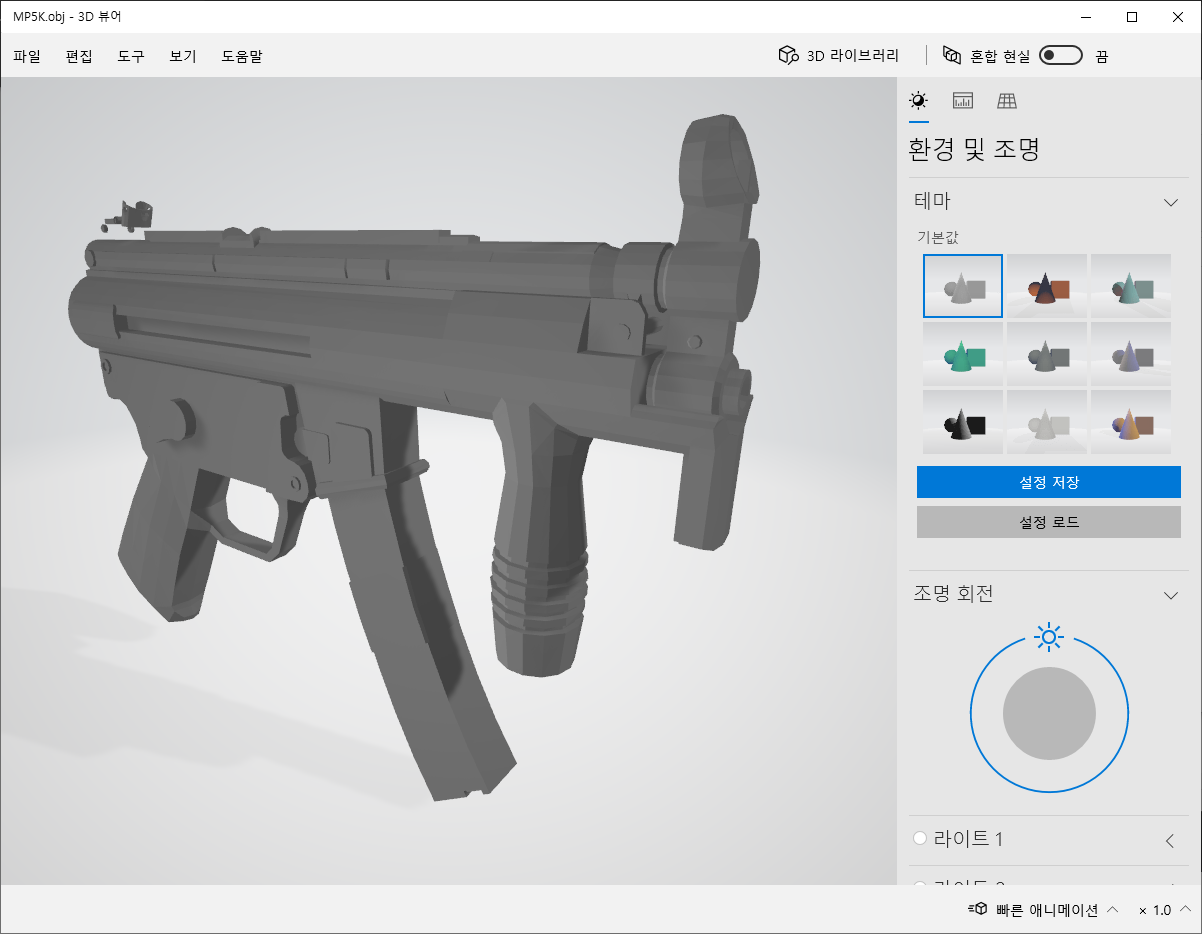 MP5K.obj - 3D 뷰어
파일 편집 도구 보기 도움말 3D 라이브러리 혼합 현실 끔
환경 및 조명
테마
기본값
설정 저장
설정 로드
조명 회전
라이트 1
빠른 애니메이션 × 1.0